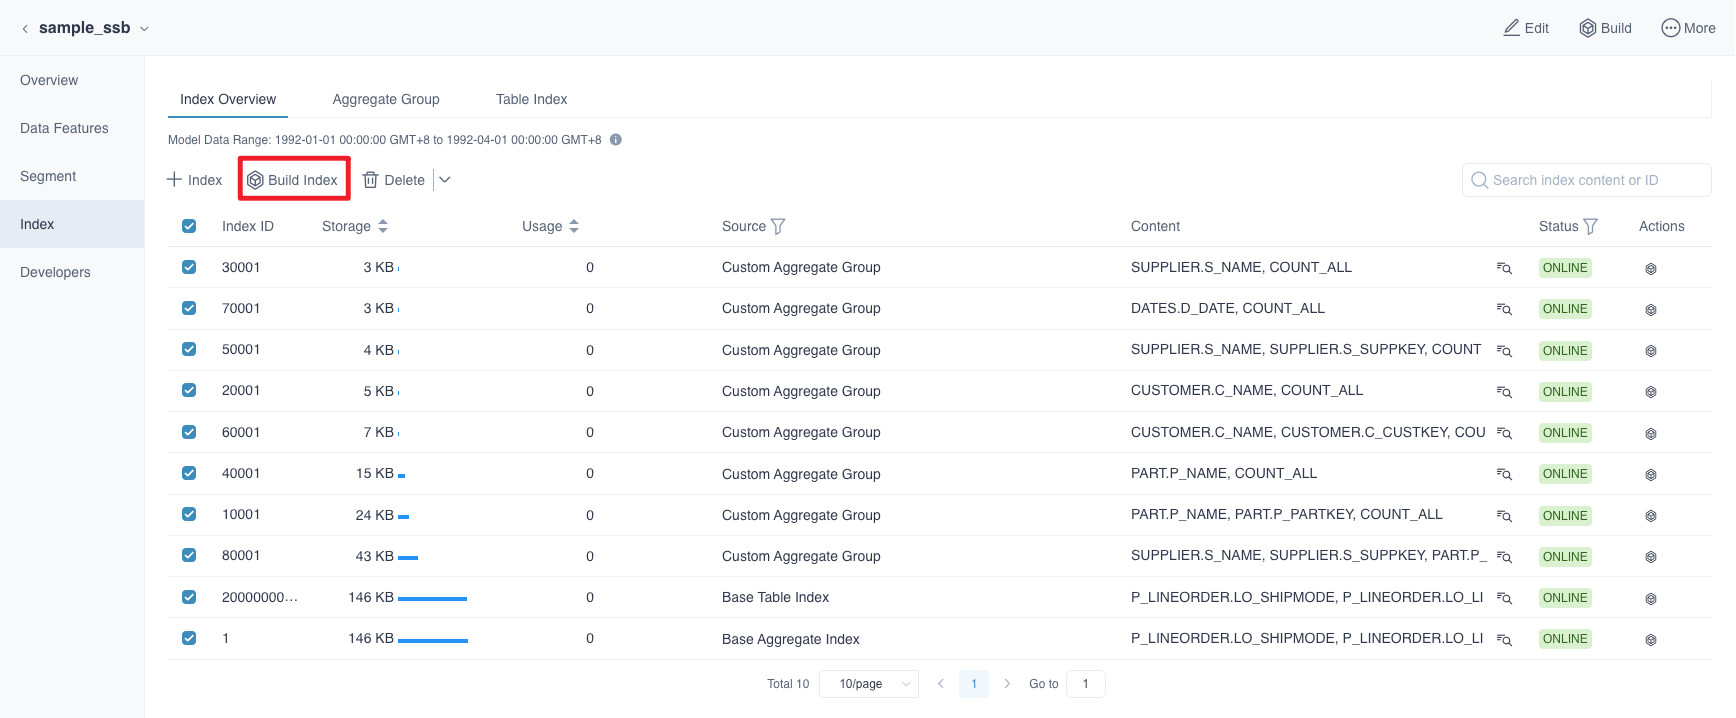 sample_ssb
Edit Build More
Overview
Data Features
Segment
Index
Developers
Index Overview Aggregate Group Table Index
Model Data Range: 1992-01-01 00:00:00 GMT+8 to 1992-04-01 00:00:00 GMT+8
Index Build Index Delete Search index content or ID
Index ID Storage Usage Source Content Status Actions
30001 3 KB 0 Custom Aggregate Group SUPPLIER.S_NAME, COUNT_ALL ONLINE
70001 3 KB 0 Custom Aggregate Group DATES.D_DATE, COUNT_ALL ONLINE
50001 4 KB 0 Custom Aggregate Group SUPPLIER.S_NAME, SUPPLIER.S_SUPPKEY, COUNT ONLINE
20001 5 KB 0 Custom Aggregate Group CUSTOMER.C_NAME, COUNT_ALL ONLINE
60001 7 KB 0 Custom Aggregate Group CUSTOMER.C_NAME, CUSTOMER.C_CUSTKEY, COU ONLINE
40001 15 KB 0 Custom Aggregate Group PART.P_NAME, COUNT_ALL ONLINE
10001 24 KB 0 Custom Aggregate Group PART.P_NAME, PART.P_PARTKEY, COUNT_ALL ONLINE
80001 43 KB 0 Custom Aggregate Group SUPPLIER.S_NAME, SUPPLIER.S_SUPPKEY, PART.P_ ONLINE
20000000... 146 KB 0 Base Table Index P_LINEORDER.LO_SHIPMODE, P_LINEORDER.LO_LI ONLINE
1 146 KB 0 Base Aggregate Index P_LINEORDER.LO_SHIPMODE, P_LINEORDER.LO_LI ONLINE
Total 10 10/page 1 Go to 1